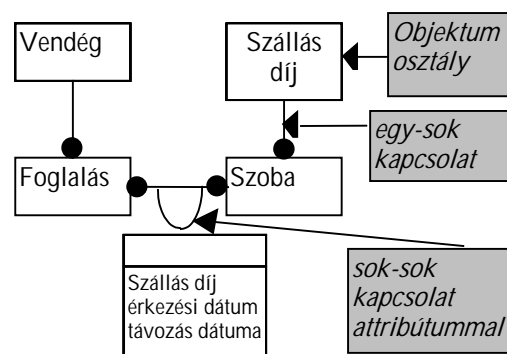 Vendég
Szállás
díj
Objektum
osztály
egy-sok
kapcsolat
Foglalás
Szoba
Szállás díj
érkezési dátum
távozás dátuma
sok-sok
kapcsolat
attribútummal